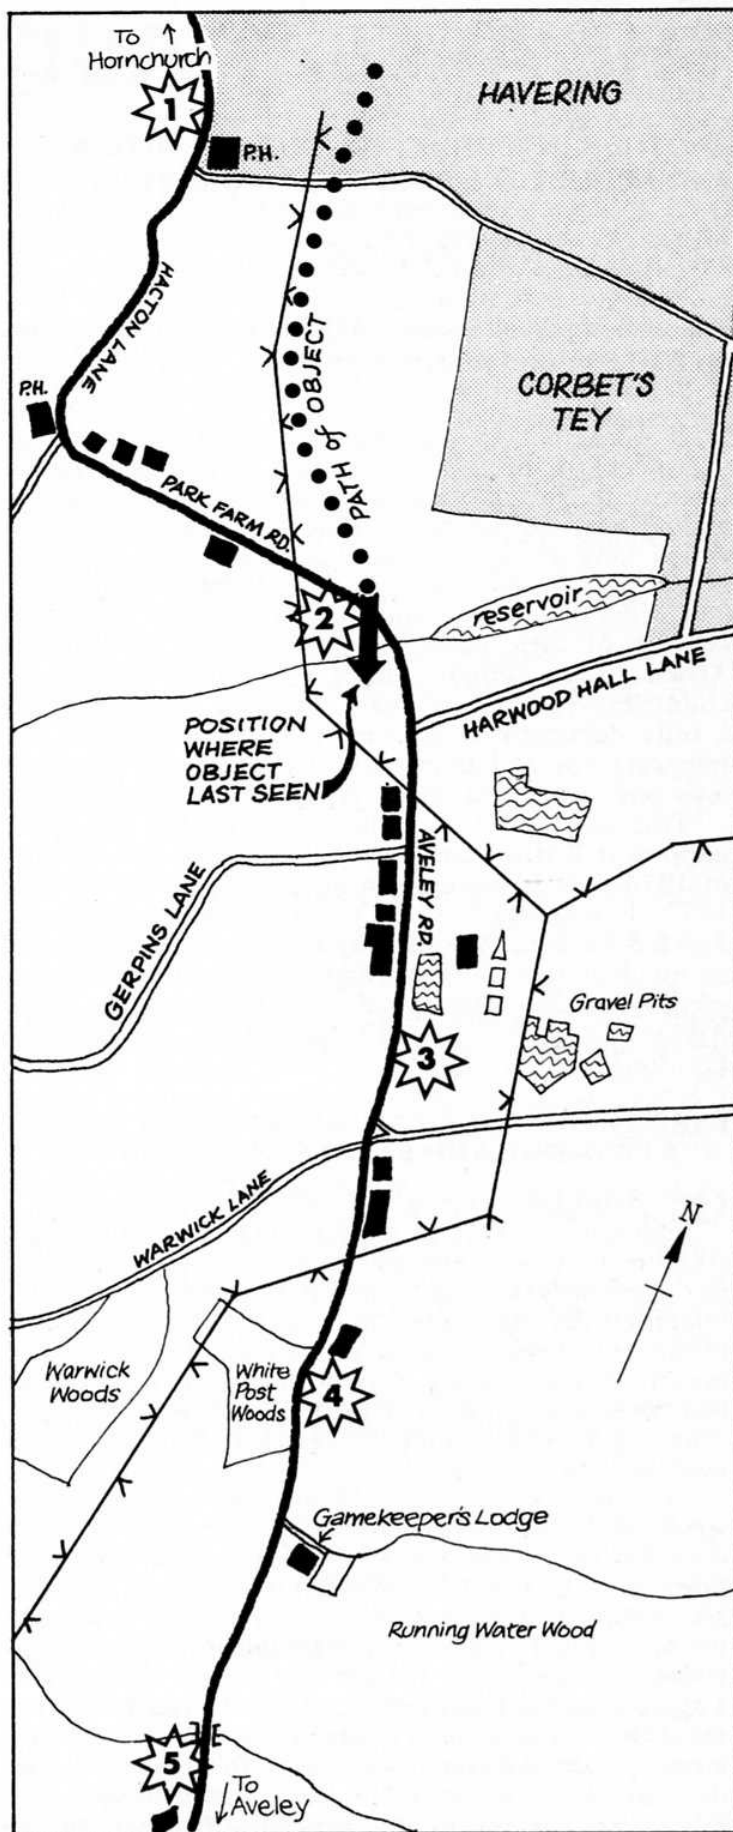 To ↑
Hornchurch
1
HAVERING
P.H.
HACTON LANE
PATH of OBJECT
P.H.
CORBET'S
TEY
PARK FARM RD.
2
reservoir
HARWOOD HALL LANE
POSITION
WHERE
OBJECT
LAST SEEN
AVELEY RD.
GERPINS LANE
Gravel Pits
3
WARWICK LANE
N
Warwick
Woods
White
Post
Woods
4
Gamekeeper's Lodge
Running Water Wood
5
To
Aveley